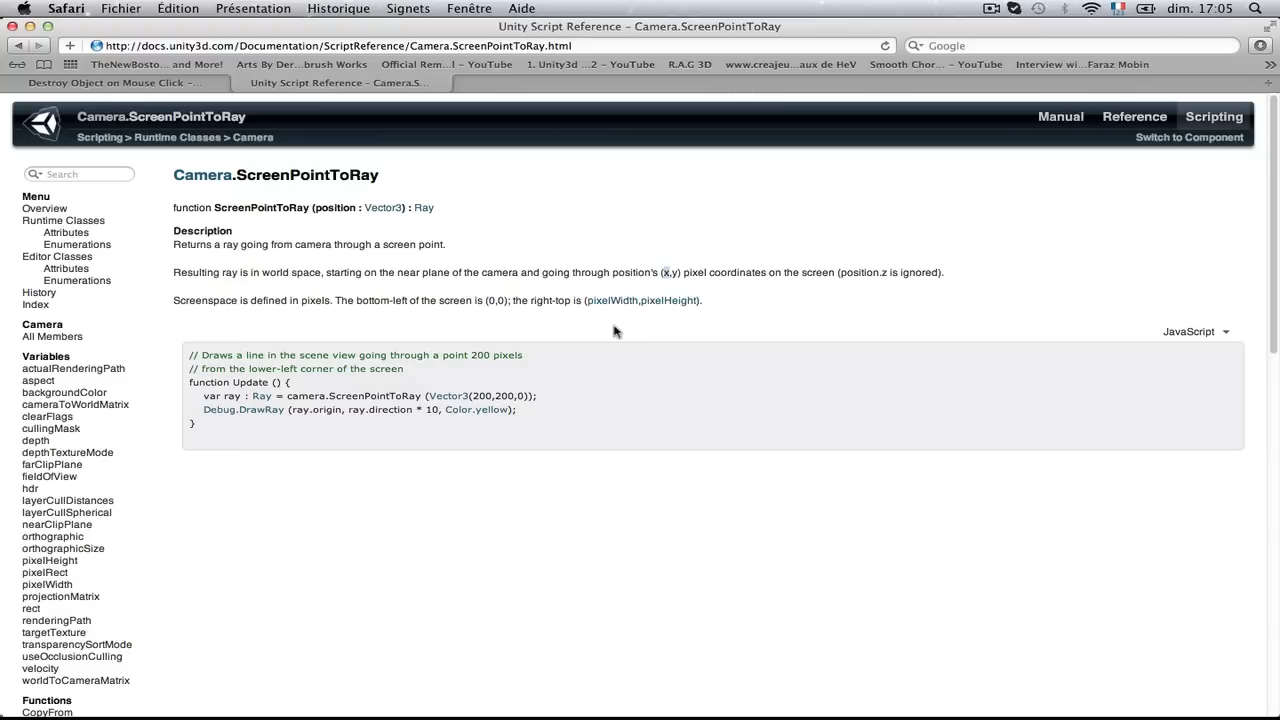 Safari Fichier Édition Présentation Historique Signets Fenêtre Aide dim. 17:05
Unity Script Reference – Camera.ScreenPointToRay
http://docs.unity3d.com/Documentation/ScriptReference/Camera.ScreenPointToRay.html Google
TheNewBosto... and More! Arts By Der...brush Works Official Rem...l – YouTube 1. Unity3d ...2 – YouTube R.A.G 3D www.creajeu...aux de HeV Smooth Chor... – YouTube Interview wi...Faraz Mobin
Destroy Object on Mouse Click –... Unity Script Reference – Camera.S...
Camera.ScreenPointToRay Manual Reference Scripting
Scripting > Runtime Classes > Camera Switch to Component
Search
Menu
Overview
Runtime Classes
Attributes
Enumerations
Editor Classes
Attributes
Enumerations
History
Index
Camera
All Members
Variables
actualRenderingPath
aspect
backgroundColor
cameraToWorldMatrix
clearFlags
cullingMask
depth
depthTextureMode
farClipPlane
fieldOfView
hdr
layerCullDistances
layerCullSpherical
nearClipPlane
orthographic
orthographicSize
pixelHeight
pixelRect
pixelWidth
projectionMatrix
rect
renderingPath
targetTexture
transparencySortMode
useOcclusionCulling
velocity
worldToCameraMatrix
Functions
CopyFrom
Camera.ScreenPointToRay
function ScreenPointToRay (position : Vector3) : Ray
Description
Returns a ray going from camera through a screen point.
Resulting ray is in world space, starting on the near plane of the camera and going through position's (x,y) pixel coordinates on the screen (position.z is ignored).
Screenspace is defined in pixels. The bottom-left of the screen is (0,0); the right-top is (pixelWidth,pixelHeight).
JavaScript
// Draws a line in the scene view going through a point 200 pixels
// from the lower-left corner of the screen
function Update () {
var ray : Ray = camera.ScreenPointToRay (Vector3(200,200,0));
Debug.DrawRay (ray.origin, ray.direction * 10, Color.yellow);
}